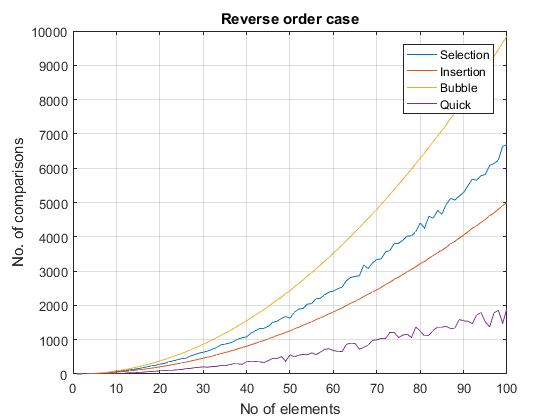 Reverse order case
10000
9000
8000
7000
6000
5000
4000
3000
2000
1000
0
No. of comparisons
Selection
Insertion
Bubble
Quick
0 10 20 30 40 50 60 70 80 90 100
No of elements